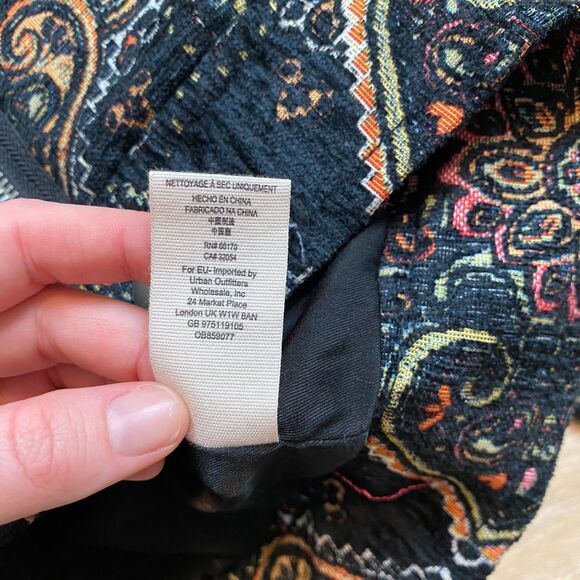 NETTOYAGE À SEC UNIQUEMENT
HECHO EN CHINA
FABRICADO NA CHINA
中国制造
中國製
RN# 66170
CA# 32054
For EU- Imported by
Urban Outfitters
Wholesale, Inc
24 Market Place
London UK W1W 8AN
GB 975119105
OB859077